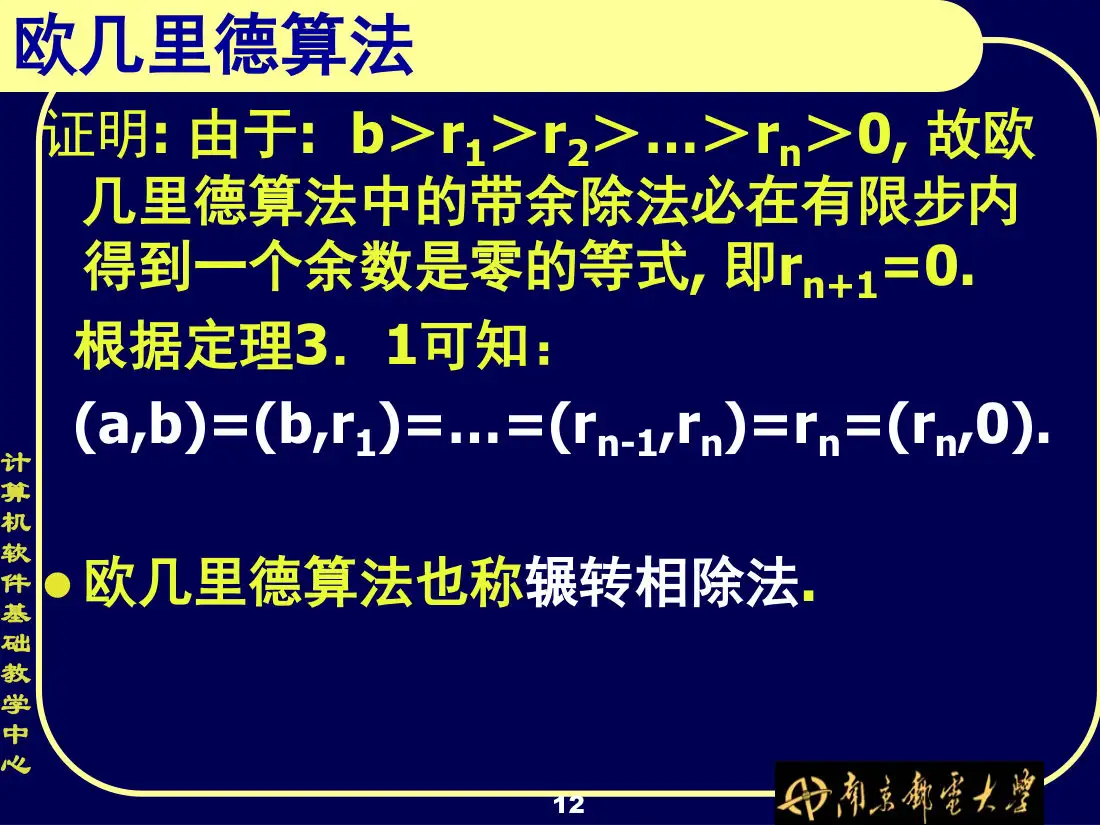 欧几里德算法
证明: 由于: b＞r₁＞r₂＞…＞rₙ＞0, 故欧
几里德算法中的带余除法必在有限步内
得到一个余数是零的等式, 即rₙ₊₁=0.
根据定理3．1可知：
(a,b)=(b,r₁)=…=(rₙ₋₁,rₙ)=rₙ=(rₙ,0).
● 欧几里德算法也称辗转相除法.
计算机软件基础教学中心
南京邮电大学
12